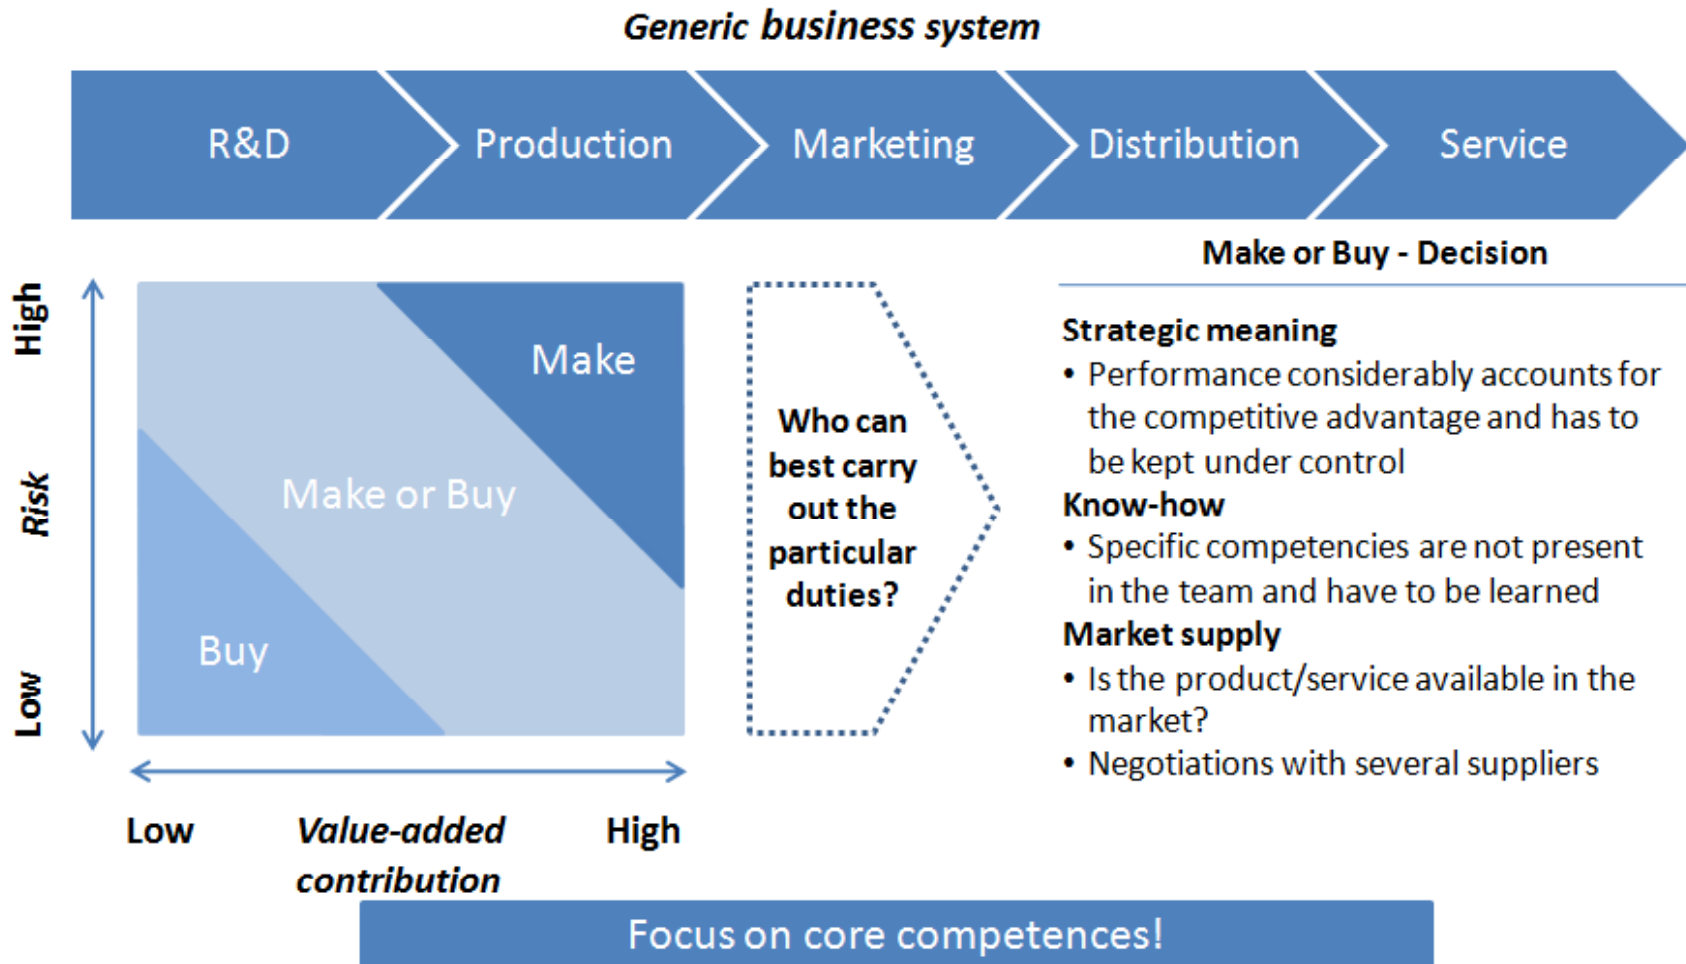 Generic business system
R&D
Production
Marketing
Distribution
Service
High
Risk
Low
Make
Make or Buy
Buy
Low
Value-added
contribution
High
Who can
best carry
out the
particular
duties?
Make or Buy - Decision
Strategic meaning
• Performance considerably accounts for
the competitive advantage and has to
be kept under control
Know-how
• Specific competencies are not present
in the team and have to be learned
Market supply
• Is the product/service available in the
market?
• Negotiations with several suppliers
Focus on core competences!